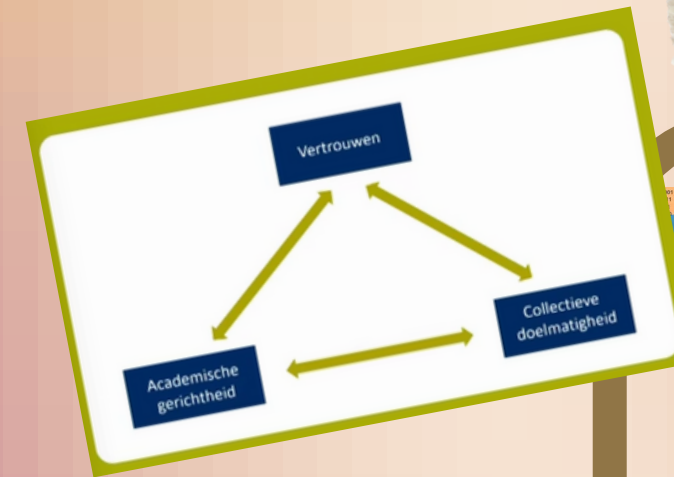 Vertrouwen
Collectieve
doelmatigheid
Academische
gerichtheid